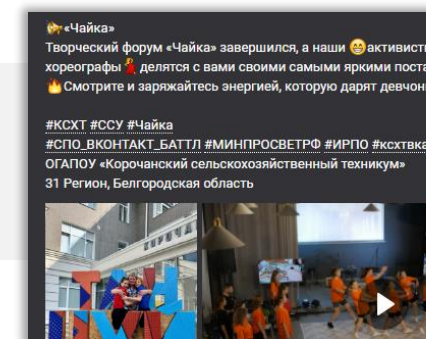 «Чайка»
Творческий форум «Чайка» завершился, а наши активист
хореографы делятся с вами своими самыми яркими поста
Смотрите и заряжайтесь энергией, которую дарят девчон
#КСХТ #ССУ #Чайка
#СПО_ВКОНТАКТ_БАТТЛ #МИНПРОСВЕТРФ #ИРПО #ксхтвка
ОГАПОУ «Корочанский сельскохозяйственный техникум»
31 Регион, Белгородская область